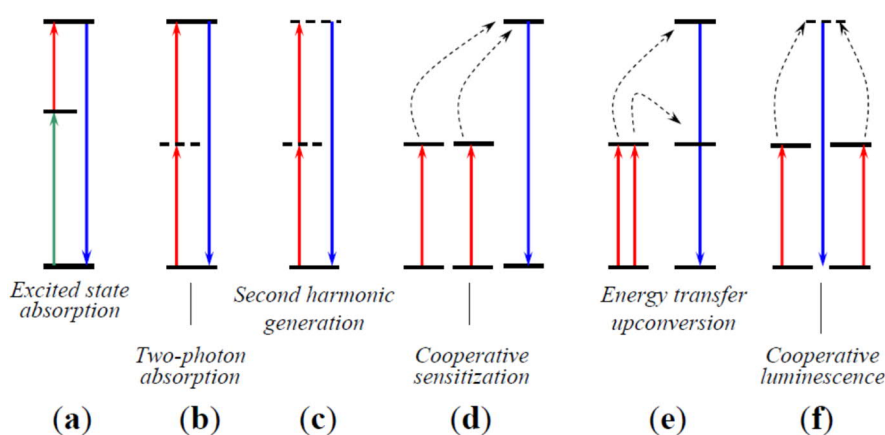 Excited state
absorption
Two-photon
absorption
Second harmonic
generation
Cooperative
sensitization
Energy transfer
upconversion
Cooperative
luminescence
(a) (b) (c) (d) (e) (f)